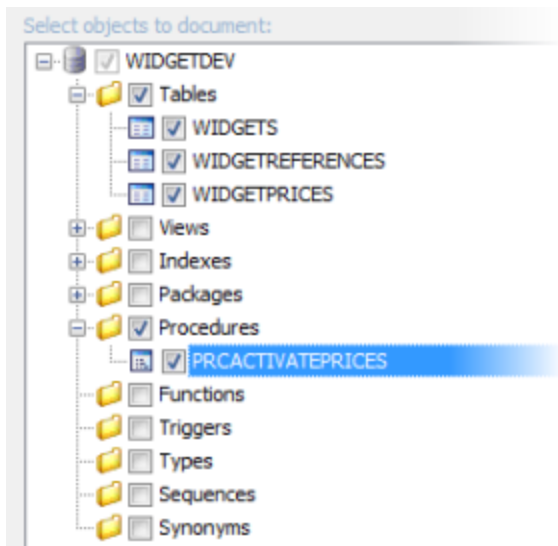 Select objects to document:
WIDGETDEV
Tables
WIDGETS
WIDGETREFERENCES
WIDGETPRICES
Views
Indexes
Packages
Procedures
PRCACTIVATEPRICES
Functions
Triggers
Types
Sequences
Synonyms